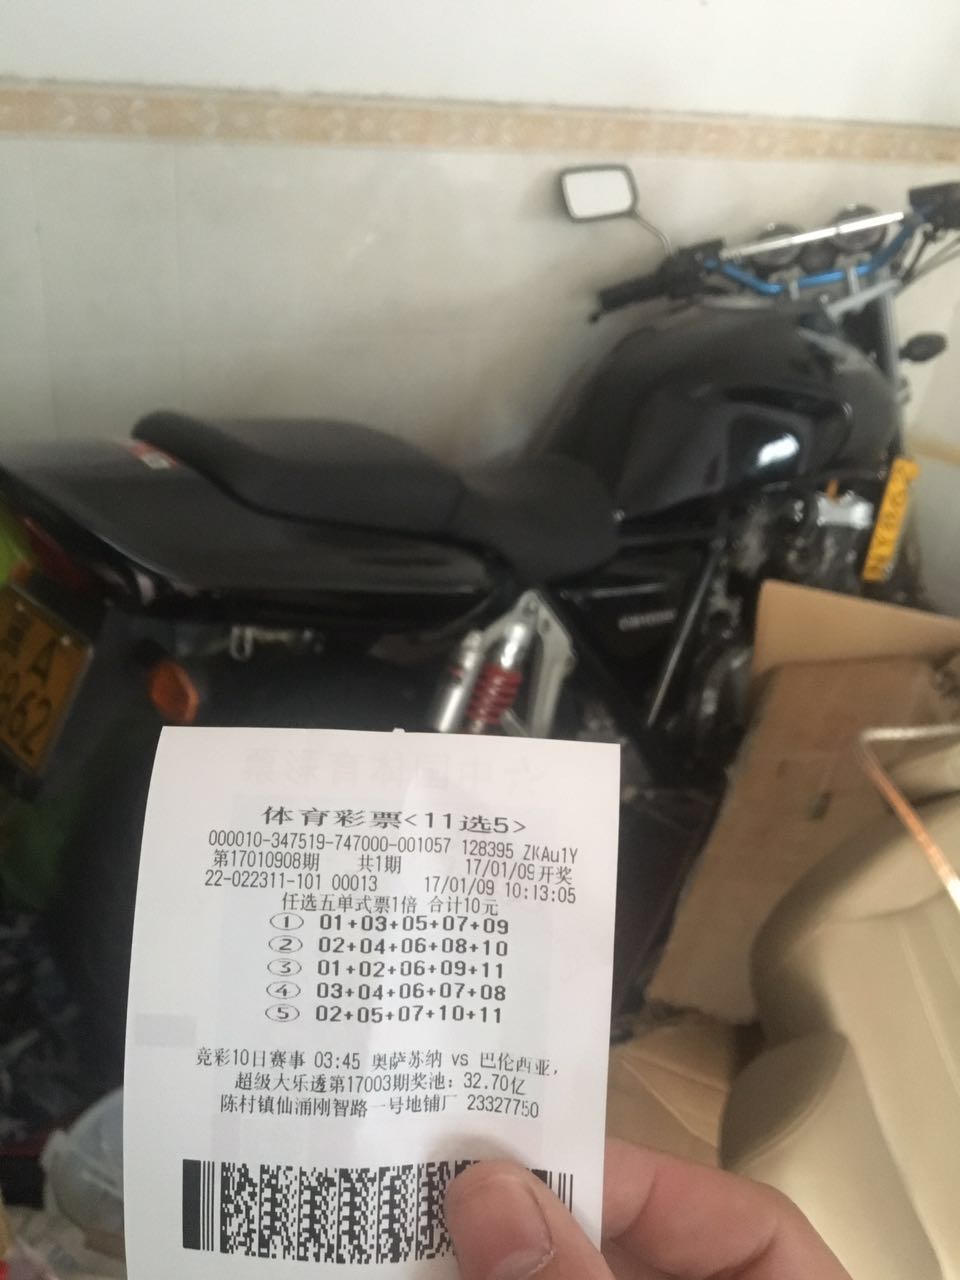 A
862
体育彩票<11选5>
000010-347519-747000-001057 128395 ZKAu1Y
第17010908期 共1期 17/01/09开奖
22-022311-101 00013 17/01/09 10:13:05
任选五单式票1倍 合计10元
① 01+03+05+07+09
② 02+04+06+08+10
③ 01+02+06+09+11
④ 03+04+06+07+08
⑤ 02+05+07+10+11
竞彩10日赛事 03:45 奥萨苏纳 vs 巴伦西亚,
超级大乐透第17003期奖池: 32.70亿
陈村镇仙涌刚智路一号地铺厂 23327750